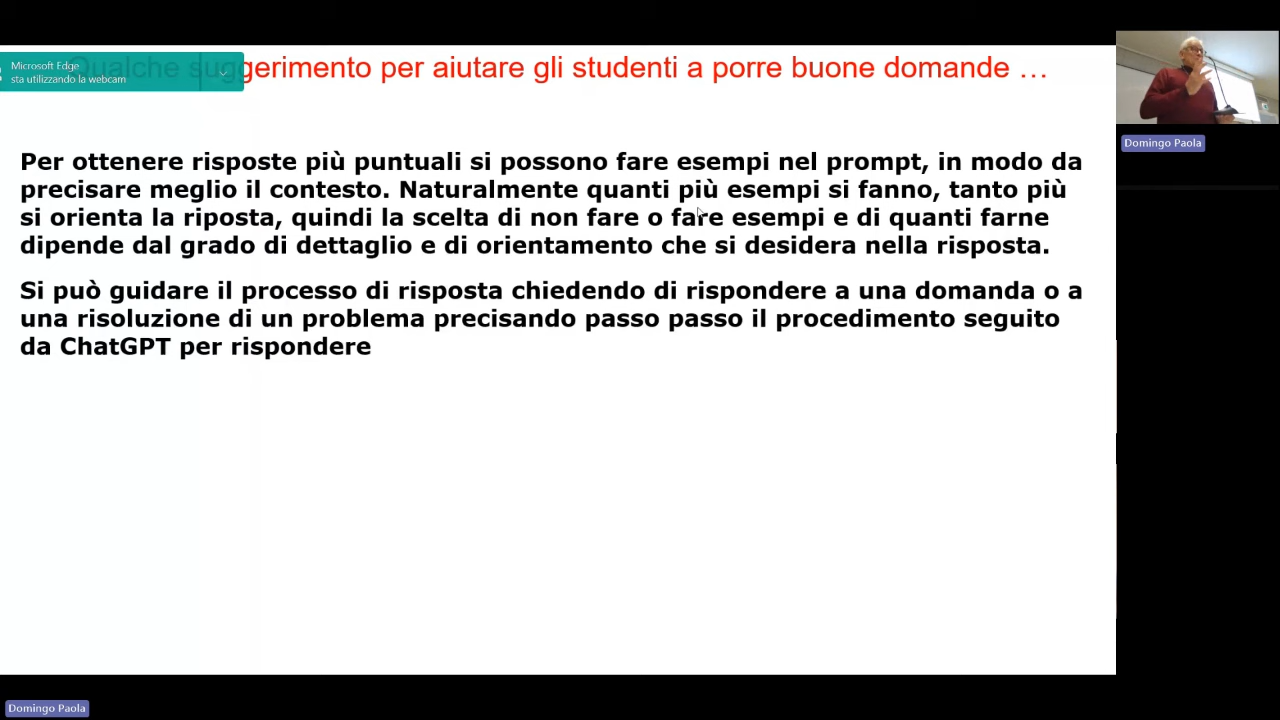 Microsoft Edge
sta utilizzando la webcam
Qualche suggerimento per aiutare gli studenti a porre buone domande …
Per ottenere risposte più puntuali si possono fare esempi nel prompt, in modo da
precisare meglio il contesto. Naturalmente quanti più esempi si fanno, tanto più
si orienta la riposta, quindi la scelta di non fare o fare esempi e di quanti farne
dipende dal grado di dettaglio e di orientamento che si desidera nella risposta.
Si può guidare il processo di risposta chiedendo di rispondere a una domanda o a
una risoluzione di un problema precisando passo passo il procedimento seguito
da ChatGPT per rispondere
Domingo Paola
Domingo Paola